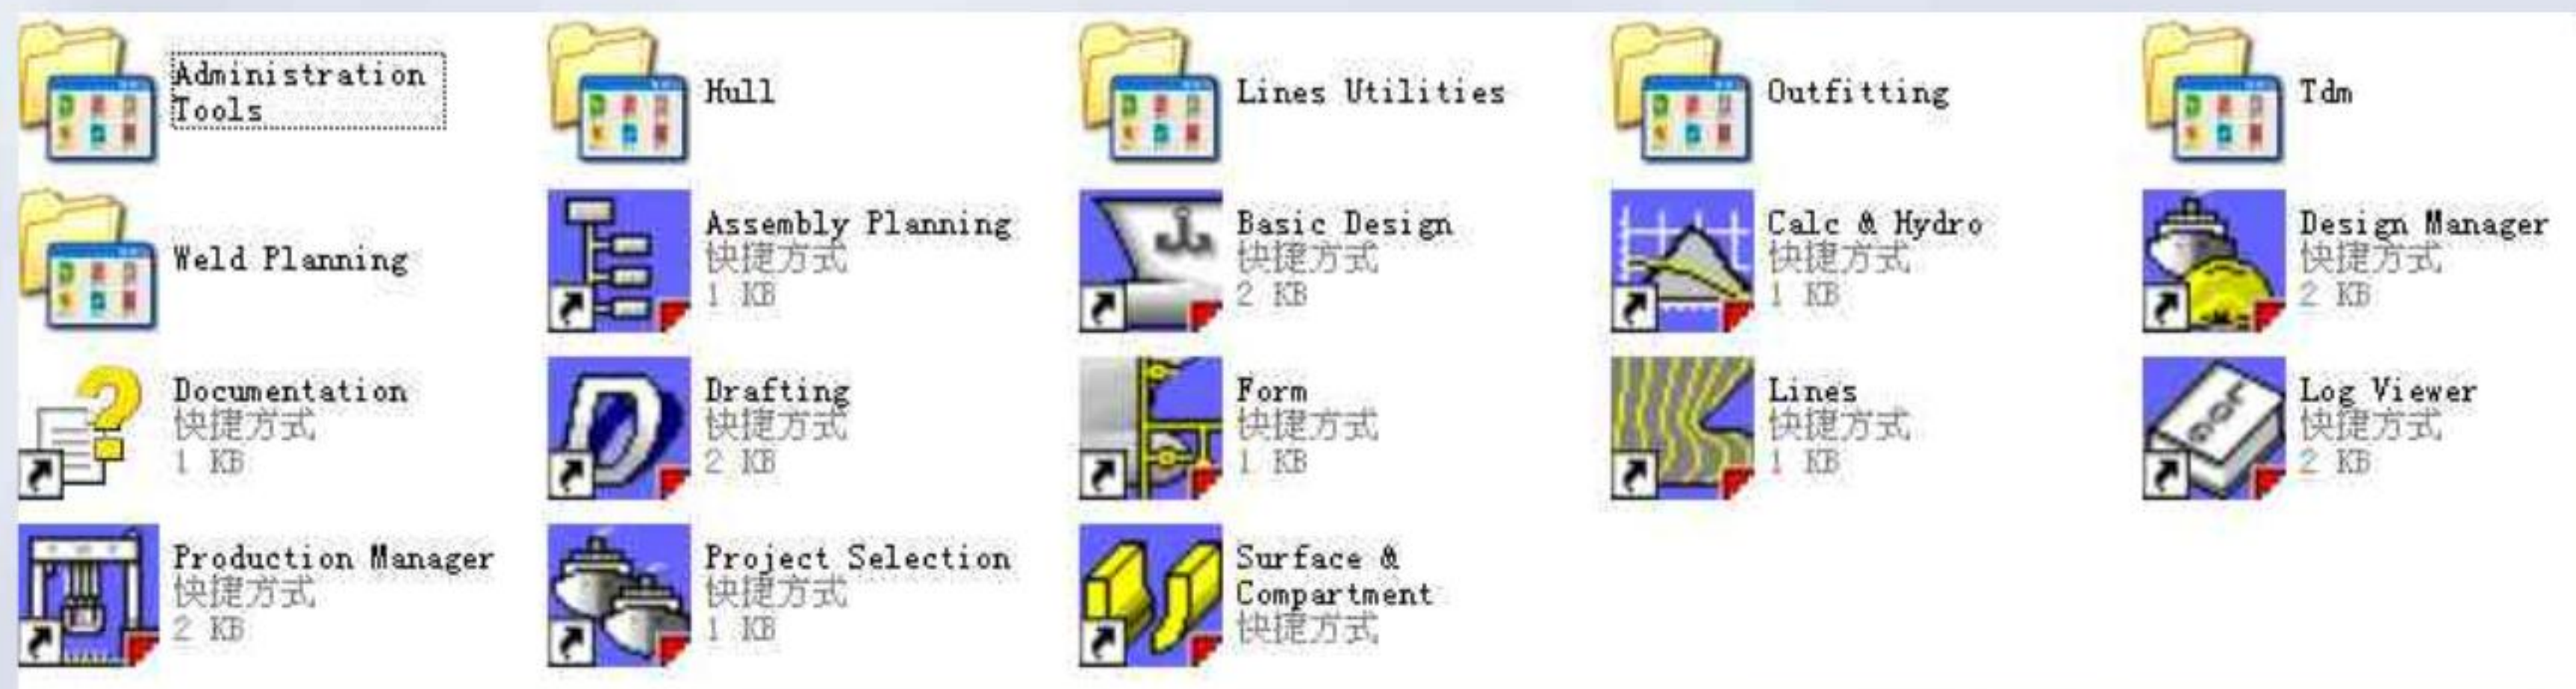 Administration
Tools
Hull
Lines Utilities
Outfitting
Tdm
Weld Planning
Assembly Planning
快捷方式
1 KB
Basic Design
快捷方式
2 KB
Calc & Hydro
快捷方式
1 KB
Design Manager
快捷方式
2 KB
Documentation
快捷方式
1 KB
Drafting
快捷方式
2 KB
Form
快捷方式
1 KB
Lines
快捷方式
1 KB
Log Viewer
快捷方式
2 KB
LOG
Production Manager
快捷方式
2 KB
Project Selection
快捷方式
1 KB
Surface &
Compartment
快捷方式